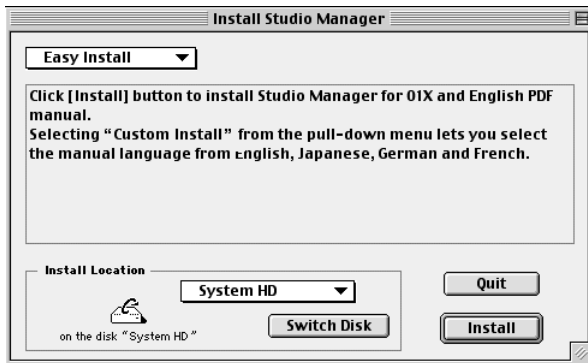 Install Studio Manager
Easy Install
Click [Install] button to install Studio Manager for 01X and English PDF
manual.
Selecting “Custom Install” from the pull-down menu lets you select
the manual language from English, Japanese, German and French.
Install Location
System HD
Quit
on the disk “System HD”
Switch Disk
Install